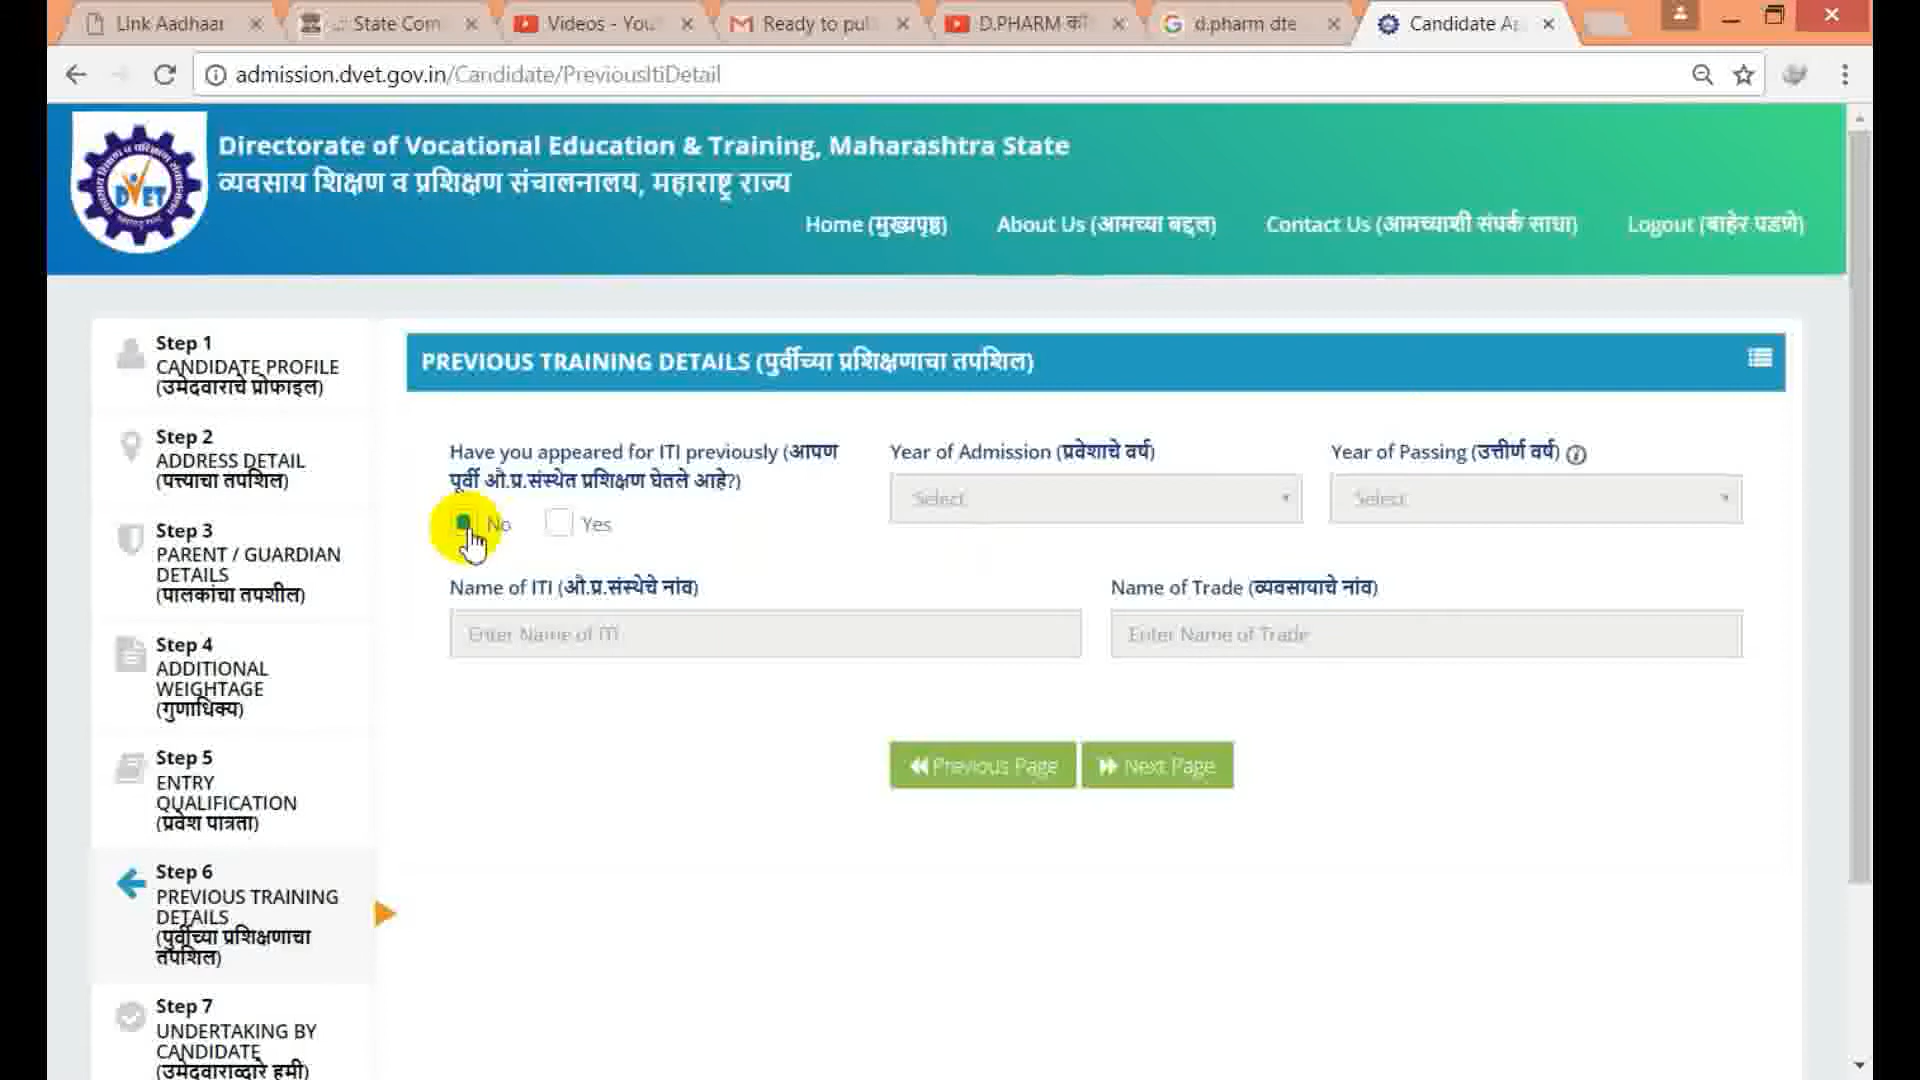 Link Aadhaar
.:: State Com
Videos - You
Ready to pu
D.PHARM को
d.pharm dte
Candidate Ap
admission.dvet.gov.in/Candidate/PreviousItiDetail
DVET
Directorate of Vocational Education & Training, Maharashtra State
व्यवसाय शिक्षण व प्रशिक्षण संचालनालय, महाराष्ट्र राज्य
Home (मुख्यपृष्ठ) About Us (आमच्या बद्दल) Contact Us (आमच्याशी संपर्क साधा) Logout (बाहेर पडणे)
Step 1
CANDIDATE PROFILE
(उमेदवाराचे प्रोफाइल)
Step 2
ADDRESS DETAIL
(पत्त्याचा तपशिल)
Step 3
PARENT / GUARDIAN
DETAILS
(पालकांचा तपशील)
Step 4
ADDITIONAL
WEIGHTAGE
(गुणाधिक्य)
Step 5
ENTRY
QUALIFICATION
(प्रवेश पात्रता)
Step 6
PREVIOUS TRAINING
DETAILS
(पुर्वीच्या प्रशिक्षणाचा
तपशिल)
Step 7
UNDERTAKING BY
CANDIDATE
(उमेदवाराव्दारे हमी)
PREVIOUS TRAINING DETAILS (पुर्वीच्या प्रशिक्षणाचा तपशिल)
Have you appeared for ITI previously (आपण
पूर्वी औ.प्र.संस्थेत प्रशिक्षण घेतले आहे?)
No Yes
Year of Admission (प्रवेशाचे वर्ष)
Select
Year of Passing (उत्तीर्ण वर्ष)
Select
Name of ITI (औ.प्र.संस्थेचे नांव)
Enter Name of ITI
Name of Trade (व्यवसायाचे नांव)
Enter Name of Trade
Previous Page Next Page